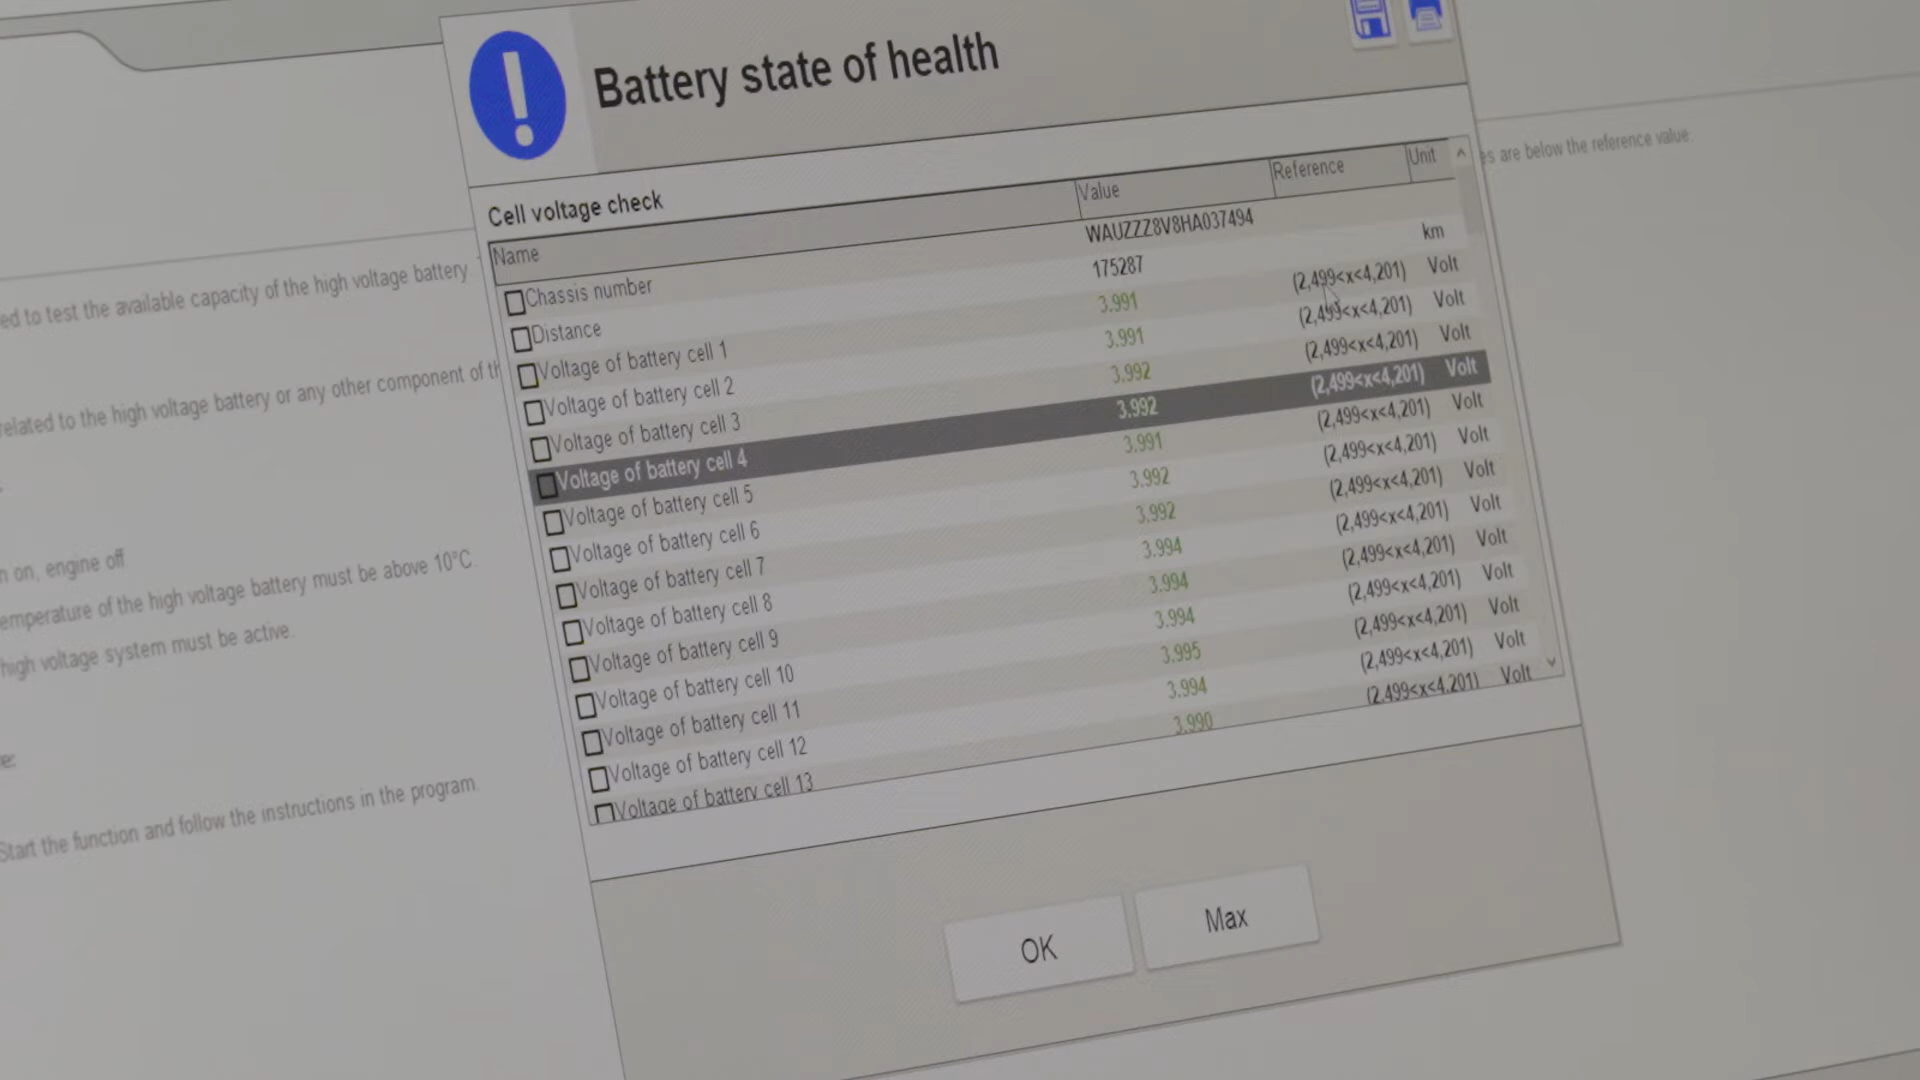 Battery state of health
Cell voltage check
Name Value Reference Unit
Chassis number WAUZZZ8V8HA037494
Distance 175287 km
Voltage of battery cell 1 3.991 (2,499<x<4,201) Volt
Voltage of battery cell 2 3.991 (2,499<x<4,201) Volt
Voltage of battery cell 3 3.992 (2,499<x<4,201) Volt
Voltage of battery cell 4 3.992 (2,499<x<4,201) Volt
Voltage of battery cell 5 3.991 (2,499<x<4,201) Volt
Voltage of battery cell 6 3.992 (2,499<x<4,201) Volt
Voltage of battery cell 7 3.992 (2,499<x<4,201) Volt
Voltage of battery cell 8 3.994 (2,499<x<4,201) Volt
Voltage of battery cell 9 3.994 (2,499<x<4,201) Volt
Voltage of battery cell 10 3.994 (2,499<x<4,201) Volt
Voltage of battery cell 11 3.995 (2,499<x<4,201) Volt
Voltage of battery cell 12 3.994 (2,499<x<4,201) Volt
Voltage of battery cell 13 3.990 (2,499<x<4,201) Volt
OK
Max
es are below the reference value.
ed to test the available capacity of the high voltage battery
related to the high voltage battery or any other component of th
n on, engine off
emperature of the high voltage battery must be above 10°C.
high voltage system must be active.
e:
Start the function and follow the instructions in the program.